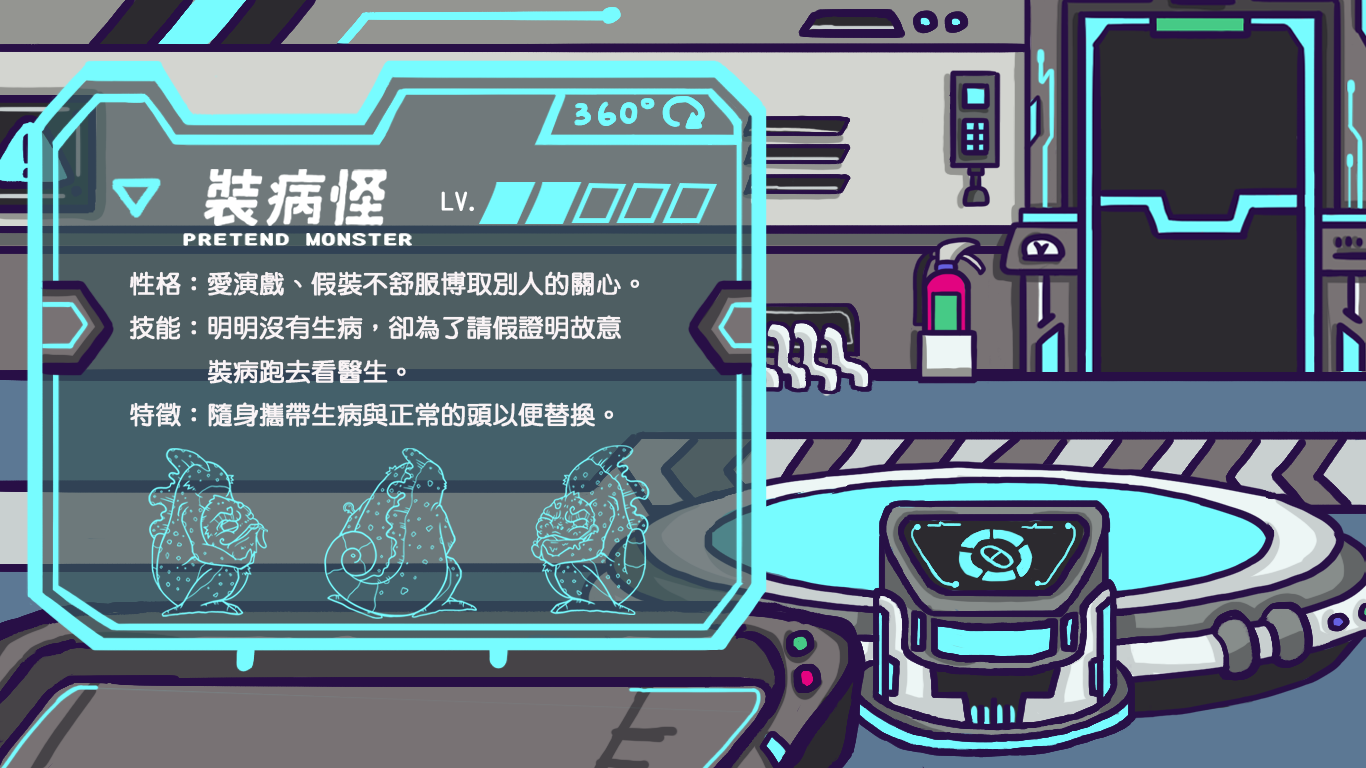 360°
裝病怪
LV.
PRETEND MONSTER
性格：愛演戲、假裝不舒服博取別人的關心。
技能：明明沒有生病，卻為了請假證明故意
裝病跑去看醫生。
特徵：隨身攜帶生病與正常的頭以便替換。